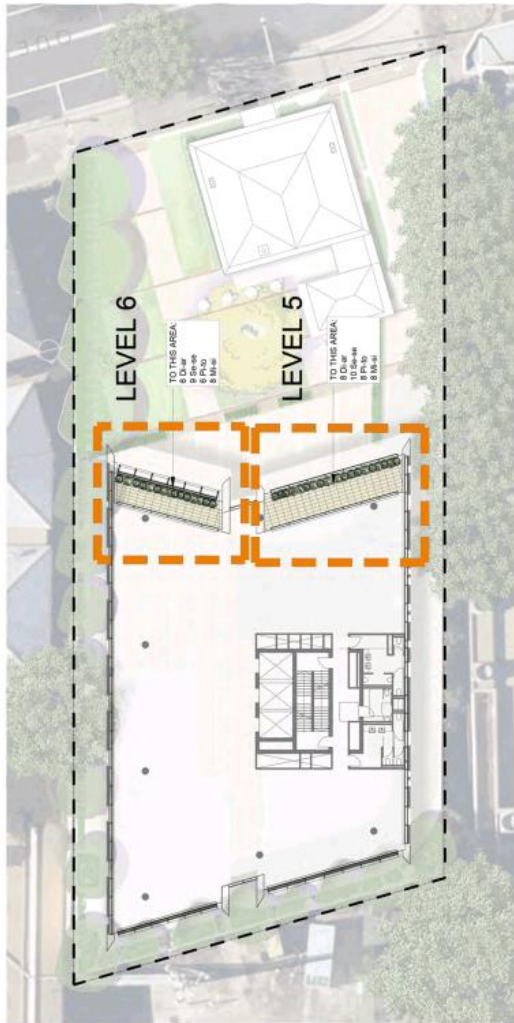 LEVEL 6
TO THIS AREA:
6 Di-ar
9 Se-se
6 Pi-to
8 Mi-si
LEVEL 5
TO THIS AREA:
8 Di-ar
10 Se-se
8 Pi-to
8 Mi-si